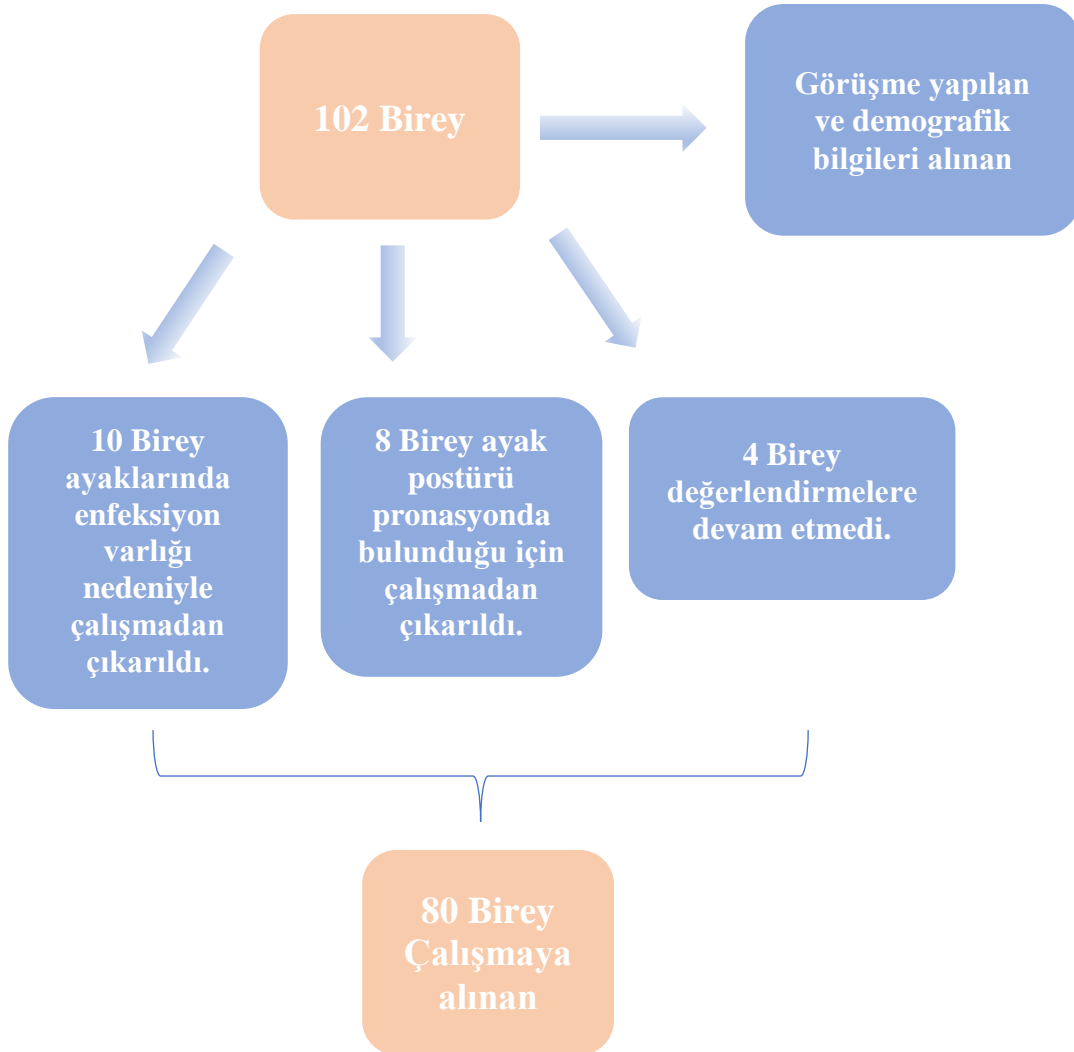 102 Birey
Görüşme yapılan
ve demografik
bilgileri alınan
10 Birey
ayaklarında
enfeksiyon
varlığı
nedeniyle
çalışmadan
çıkarıldı.
8 Birey ayak
postürü
pronasyonda
bulunduğu için
çalışmadan
çıkarıldı.
4 Birey
değerlendirmelere
devam etmedi.
80 Birey
Çalışmaya
alınan